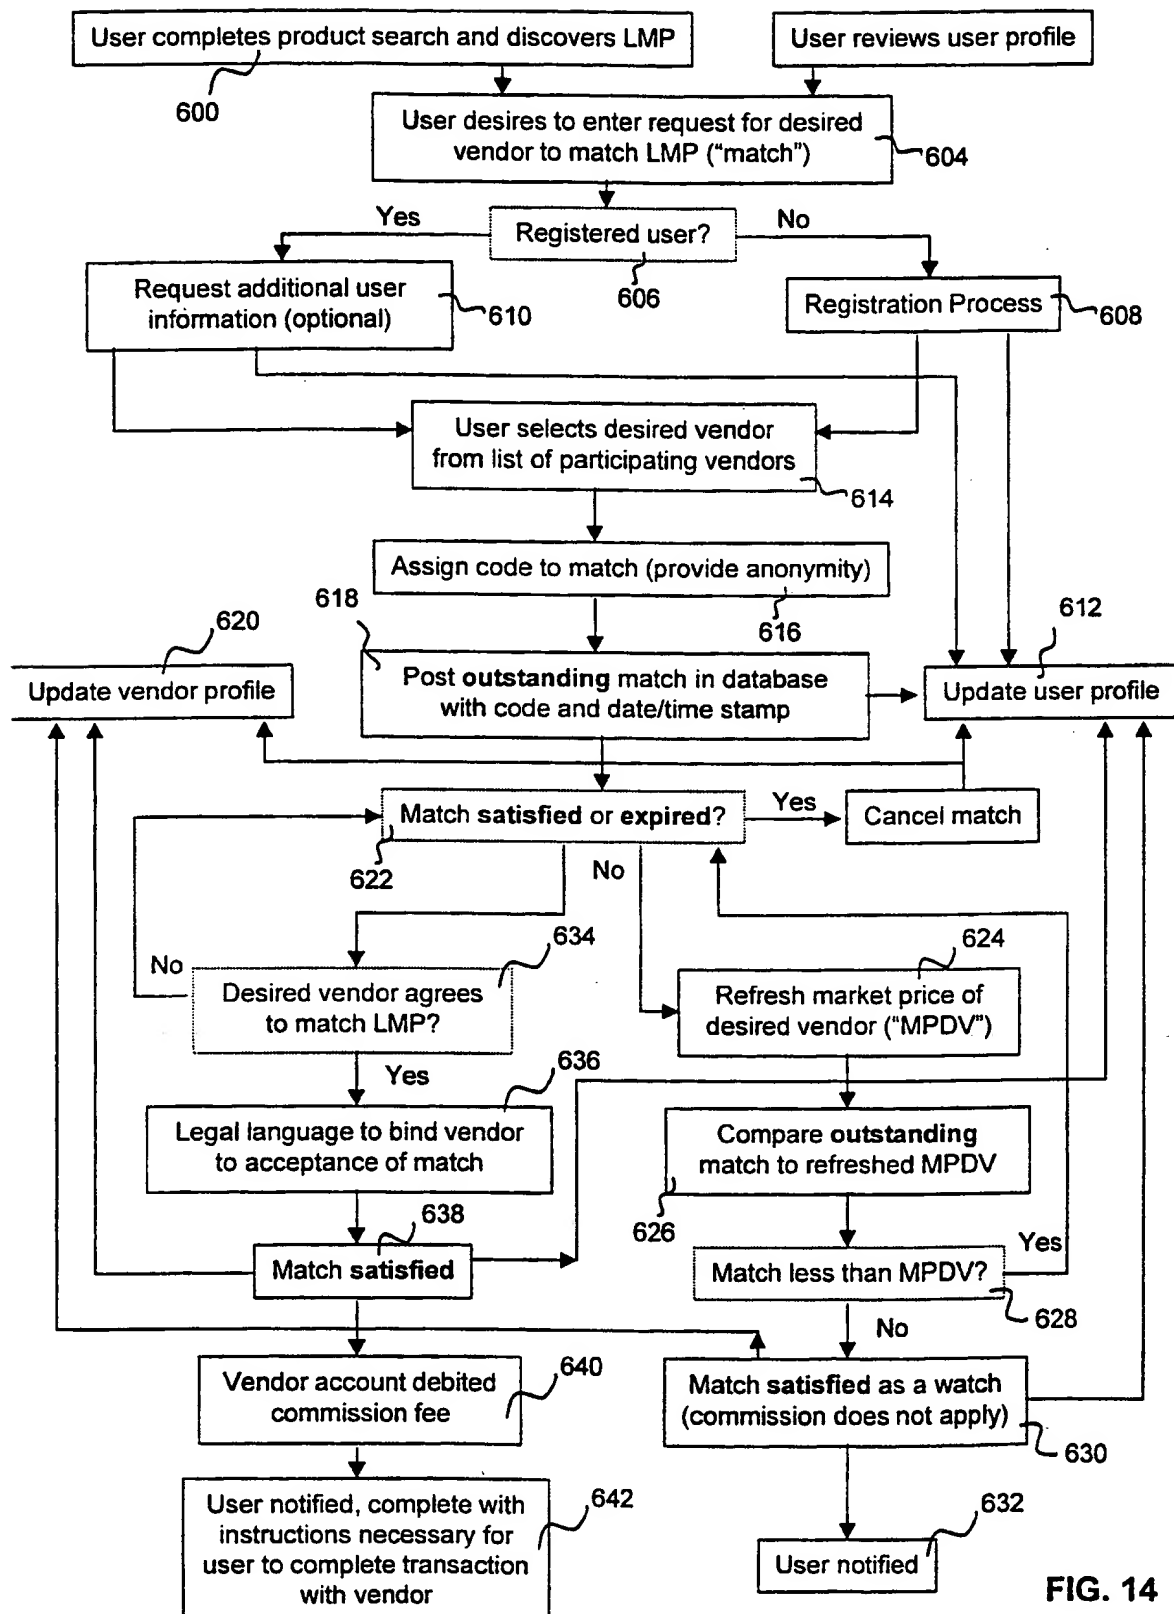 User completes product search and discovers LMP
User reviews user profile
600
User desires to enter request for desired
vendor to match LMP (“match”)
604
Yes
Registered user?
No
606
Request additional user
information (optional)
610
Registration Process
608
User selects desired vendor
from list of participating vendors
614
Assign code to match (provide anonymity)
616
618
620
612
Update vendor profile
Post outstanding match in database
with code and date/time stamp
Update user profile
Match satisfied or expired?
Yes
Cancel match
622
No
634
624
No
Desired vendor agrees
to match LMP?
Refresh market price of
desired vendor (“MPDV”)
Yes
636
Legal language to bind vendor
to acceptance of match
Compare outstanding
match to refreshed MPDV
626
638
Match satisfied
Match less than MPDV?
Yes
628
No
Vendor account debited
commission fee
640
Match satisfied as a watch
(commission does not apply)
630
User notified, complete with
instructions necessary for
user to complete transaction
with vendor
642
632
User notified
FIG. 14